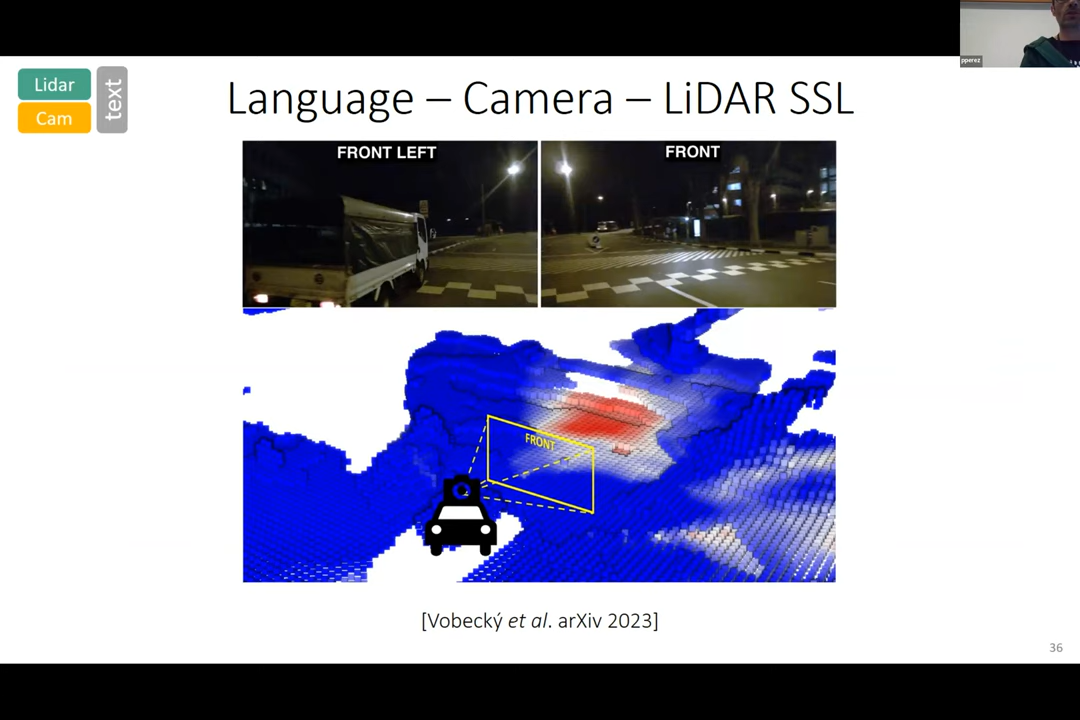 pperez
Lidar
Cam
text
Language – Camera – LiDAR SSL
FRONT LEFT
FRONT
FRONT
[Vobecký et al. arXiv 2023]
36